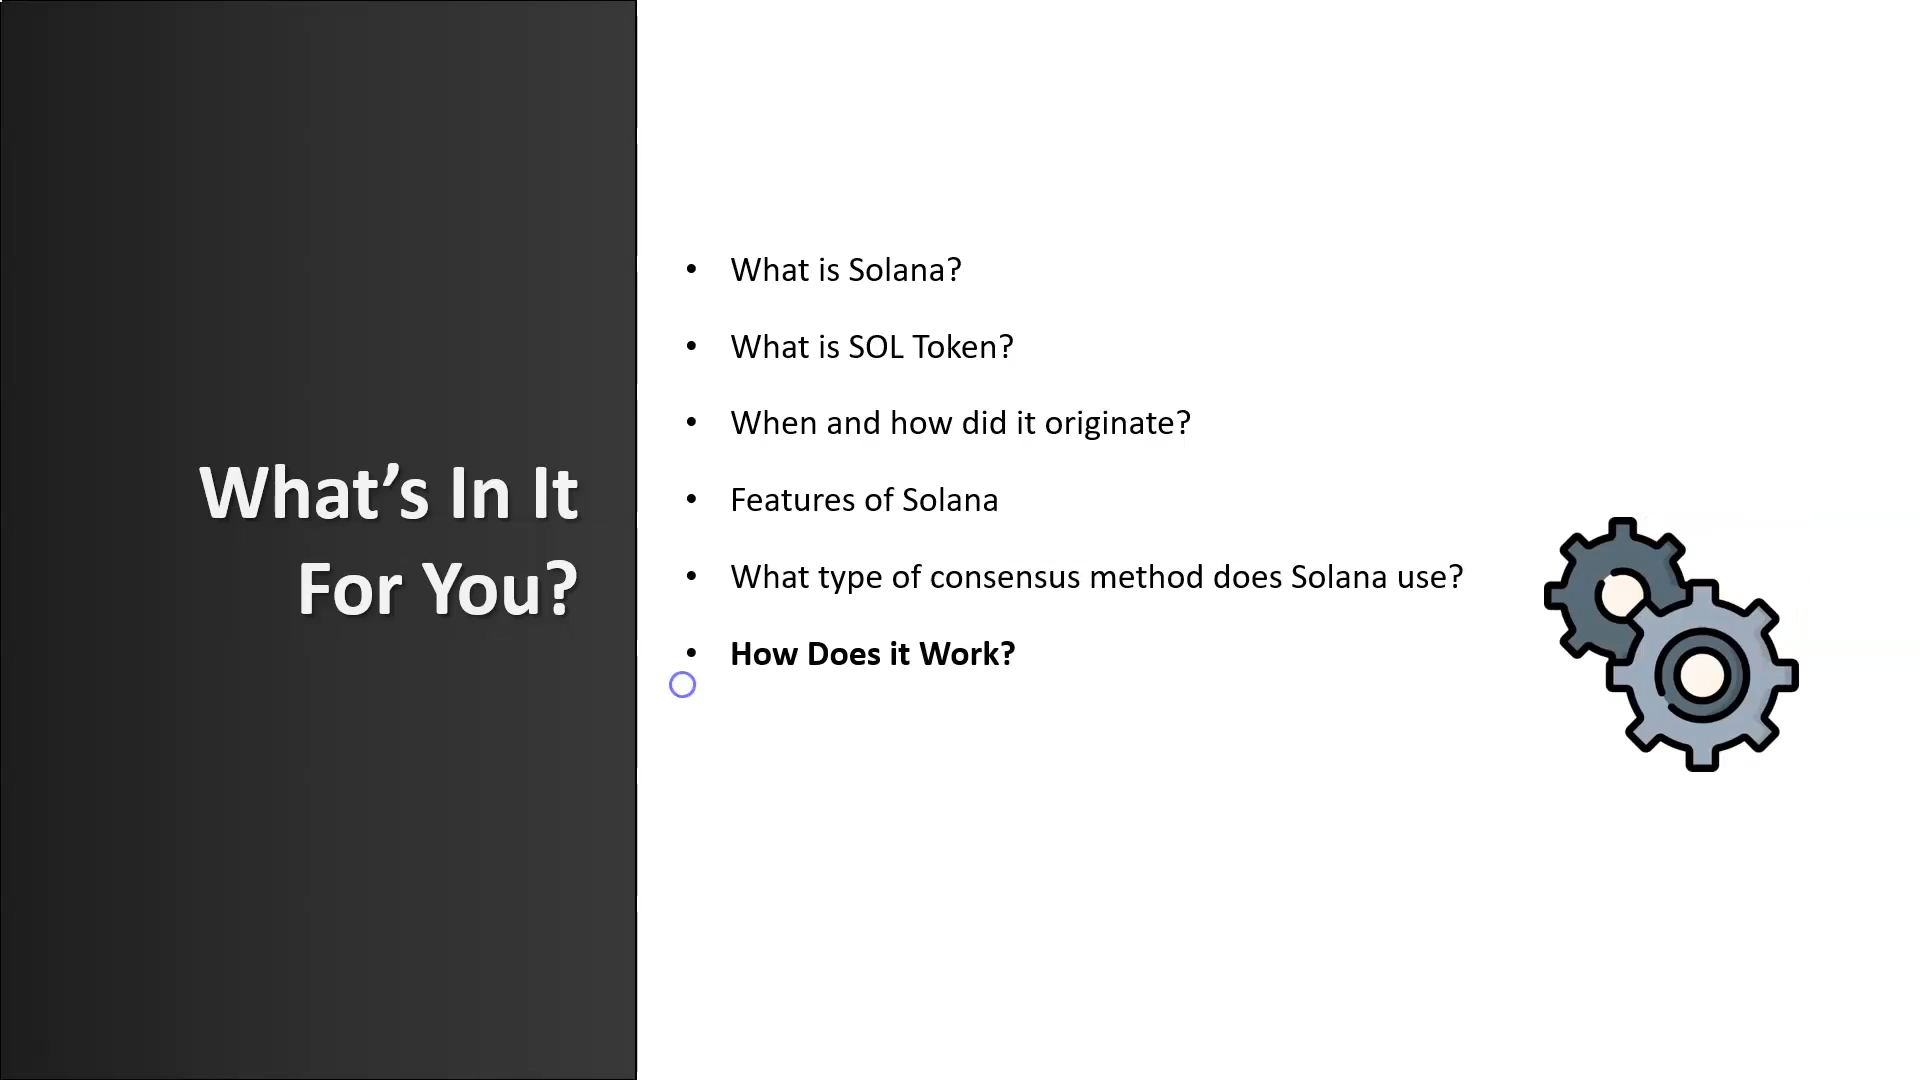 What’s In It
For You?
• What is Solana?
• What is SOL Token?
• When and how did it originate?
• Features of Solana
• What type of consensus method does Solana use?
• How Does it Work?